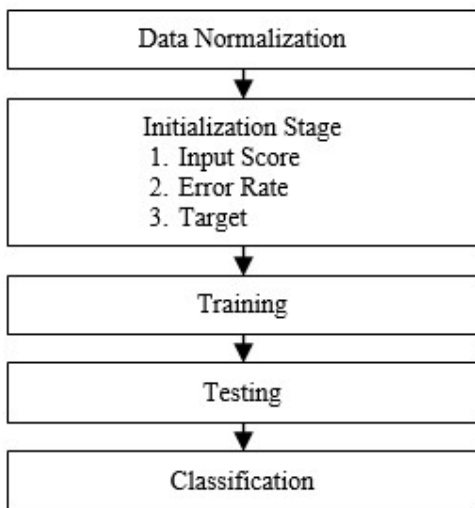 Data Normalization
Initialization Stage
1. Input Score
2. Error Rate
3. Target
Training
Testing
Classification